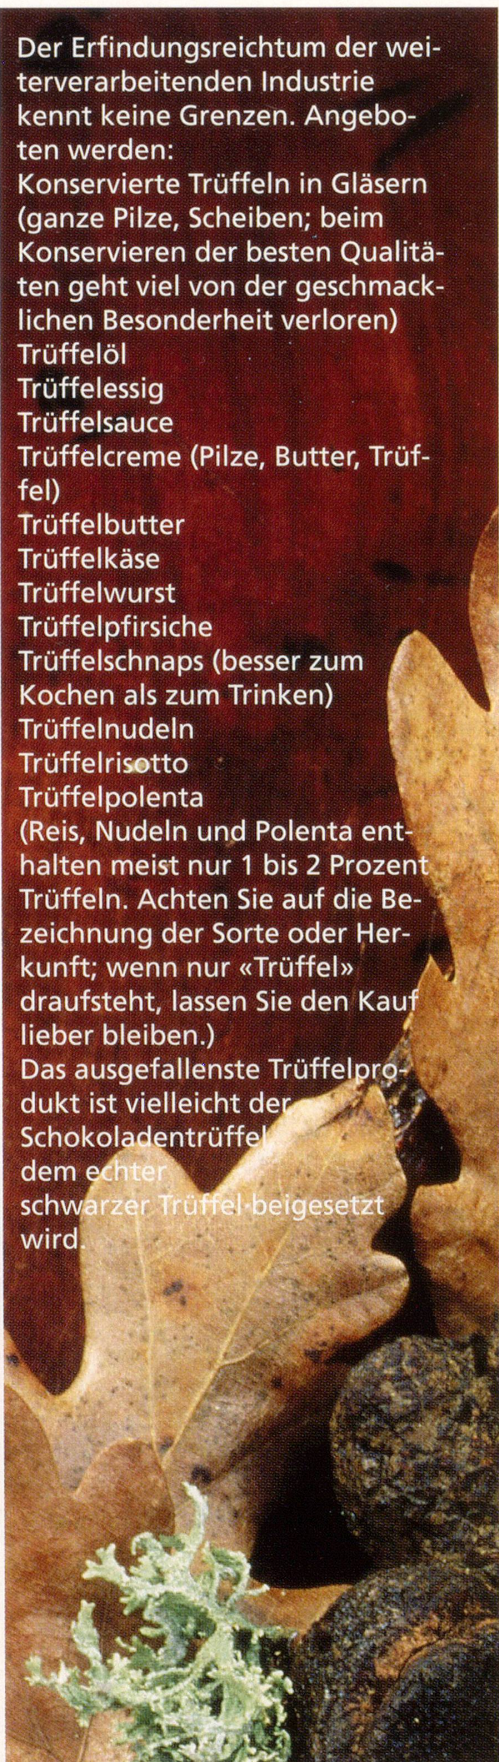 Der Erfindungsreichtum der wei-
terverarbeitenden Industrie
kennt keine Grenzen. Angebo-
ten werden:
Konservierte Trüffeln in Gläsern
(ganze Pilze, Scheiben; beim
Konservieren der besten Qualitä-
ten geht viel von der geschmack-
lichen Besonderheit verloren)
Trüffelöl
Trüffelessig
Trüffelsauce
Trüffelcreme (Pilze, Butter, Trüf-
fel)
Trüffelbutter
Trüffelkäse
Trüffelwurst
Trüffelpfirsiche
Trüffelschnaps (besser zum
Kochen als zum Trinken)
Trüffelnudeln
Trüffelrisotto
Trüffelpolenta
(Reis, Nudeln und Polenta ent-
halten meist nur 1 bis 2 Prozent
Trüffeln. Achten Sie auf die Be-
zeichnung der Sorte oder Her-
kunft; wenn nur «Trüffel»
draufsteht, lassen Sie den Kauf
lieber bleiben.)
Das ausgefallenste Trüffelpro-
dukt ist vielleicht der
Schokoladentrüffel,
dem echter
schwarzer Trüffel beigesetzt
wird.